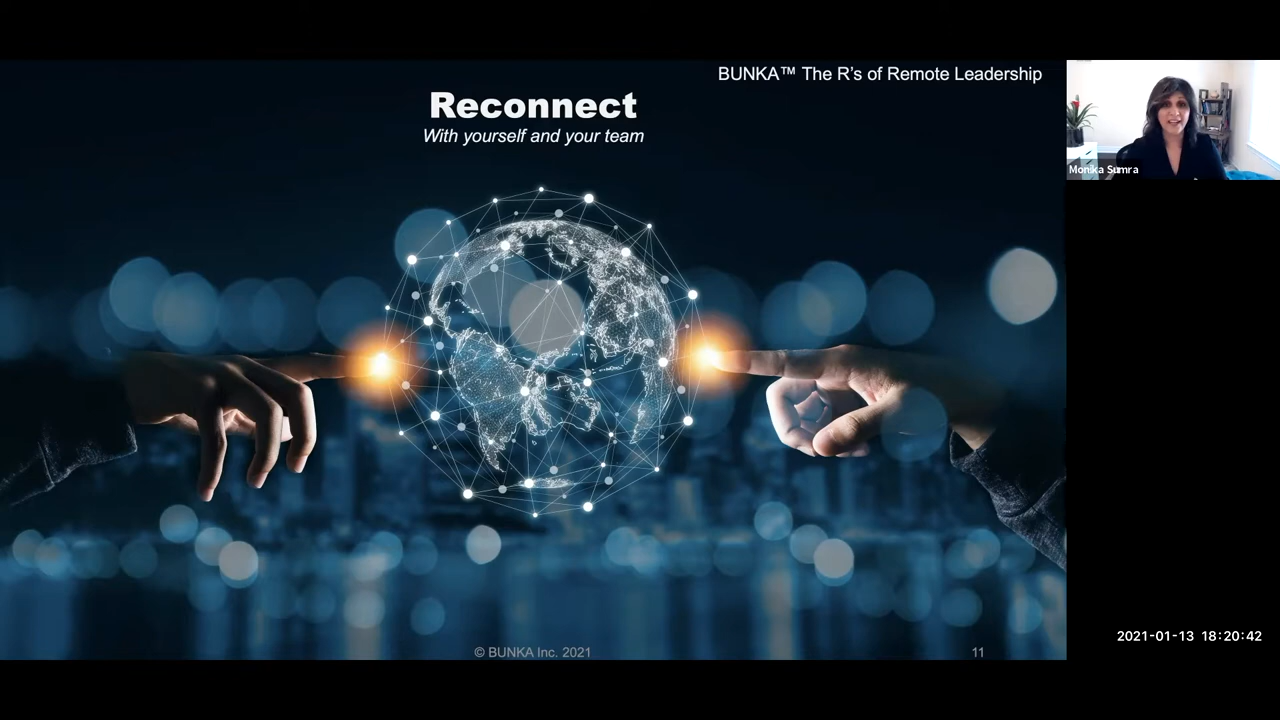 BUNKA™ The R's of Remote Leadership
Reconnect
With yourself and your team
Monika Sumra
2021-01-13 18:20:42
© BUNKA Inc. 2021
11